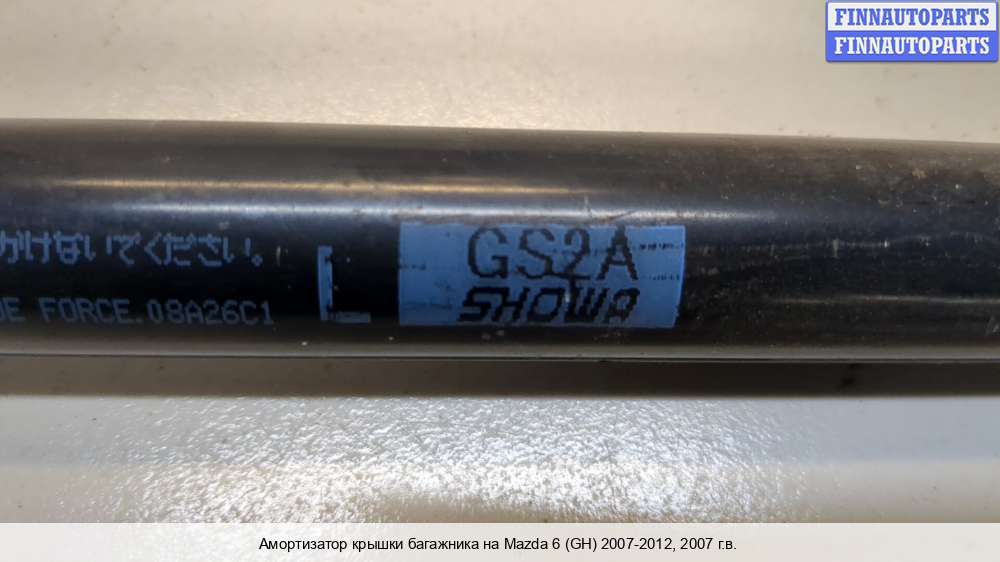 FINNAUTOPARTS
FINNAUTOPARTS
けないでください。
L
GS2A
SHOWA
FORCE.08A26C1
Амортизатор крышки багажника на Mazda 6 (GH) 2007-2012, 2007 г.в.